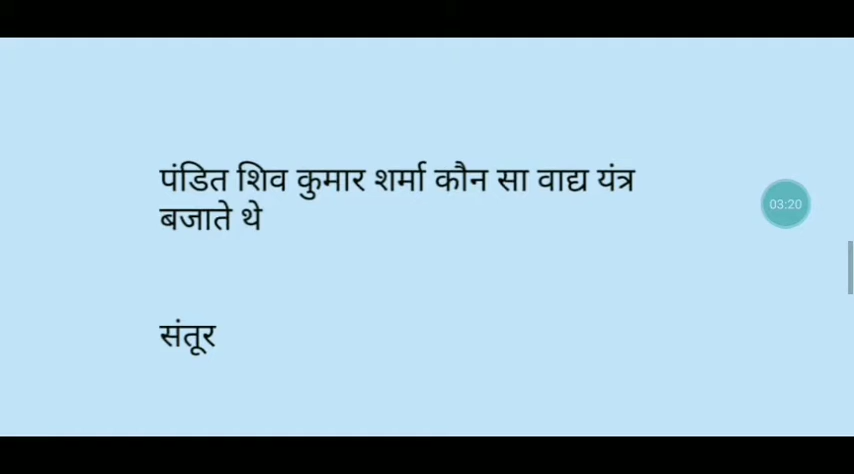 पंडित शिव कुमार शर्मा कौन सा वाद्य यंत्र
बजाते थे
03:20
संतूर